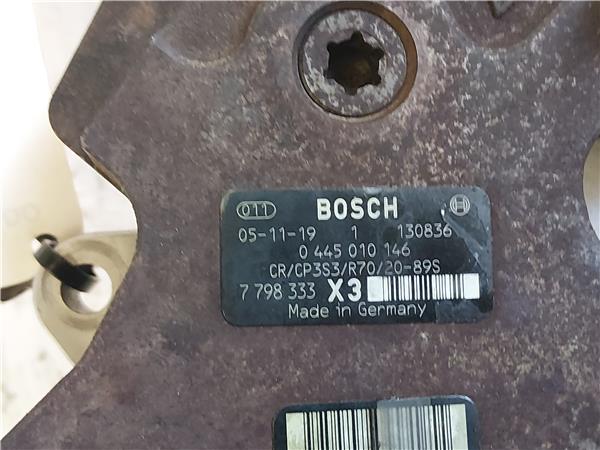 011 BOSCH
05-11-19 1 130836
0 445 010 146
CR/CP3S3/R70/20-89S
7 798 333 X3
Made in Germany